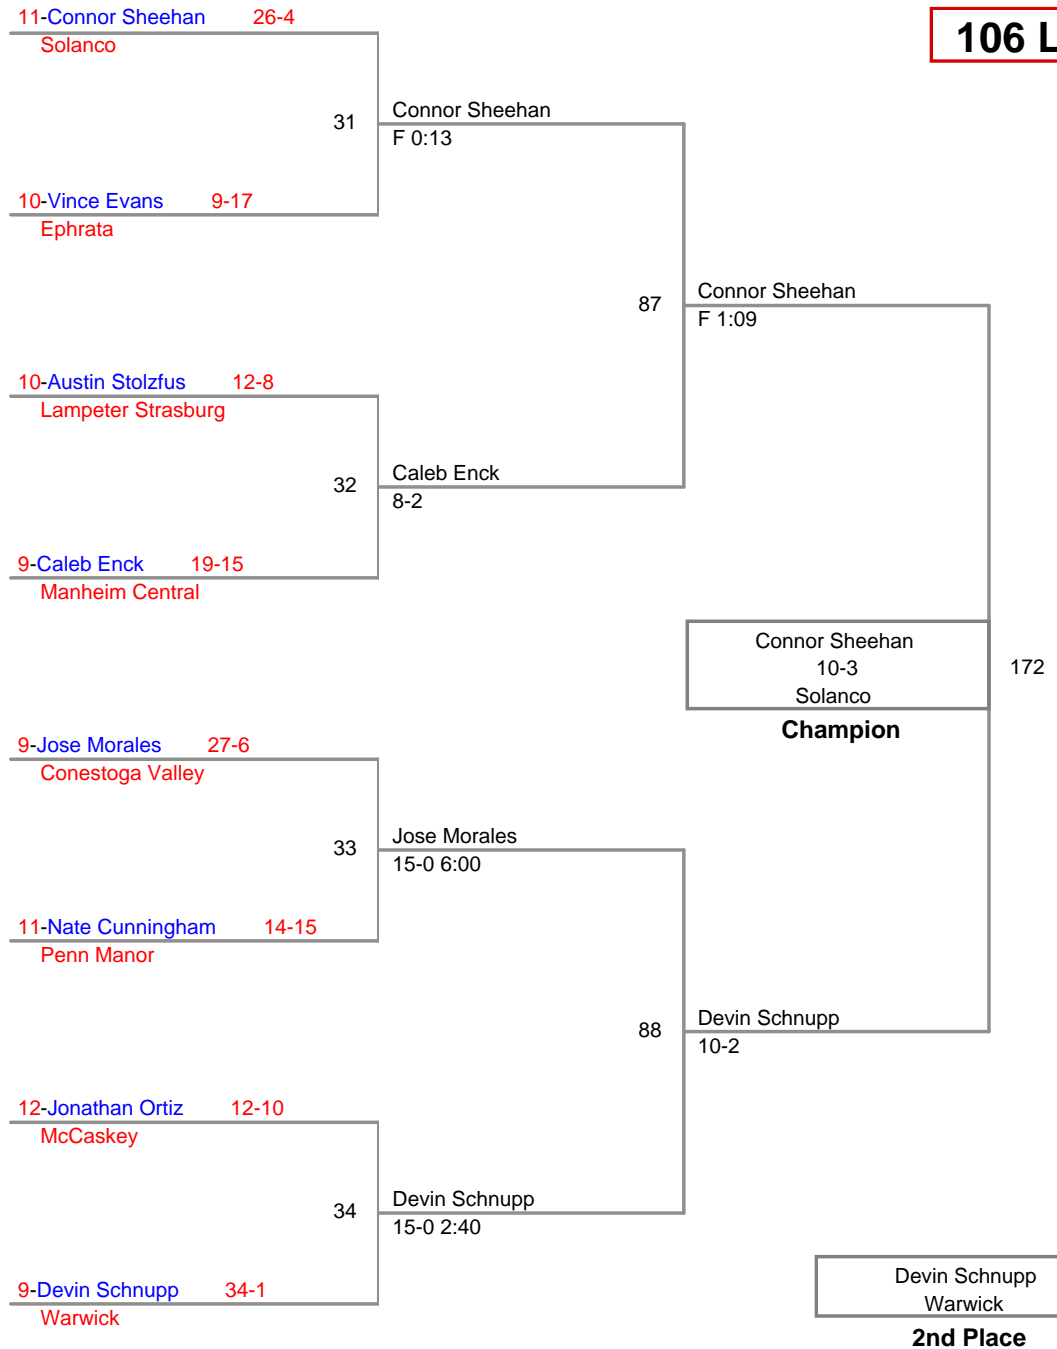 11-Connor Sheehan 26-4
Solanco
106 L
31
Connor Sheehan
F 0:13
10-Vince Evans 9-17
Ephrata
87
Connor Sheehan
F 1:09
10-Austin Stolzfus 12-8
Lampeter Strasburg
32
Caleb Enck
8-2
9-Caleb Enck 19-15
Manheim Central
Connor Sheehan
10-3
Solanco
172
Champion
9-Jose Morales 27-6
Conestoga Valley
33
Jose Morales
15-0 6:00
11-Nate Cunningham 14-15
Penn Manor
88
Devin Schnupp
10-2
12-Jonathan Ortiz 12-10
McCaskey
34
Devin Schnupp
15-0 2:40
9-Devin Schnupp 34-1
Warwick
Devin Schnupp
Warwick
2nd Place